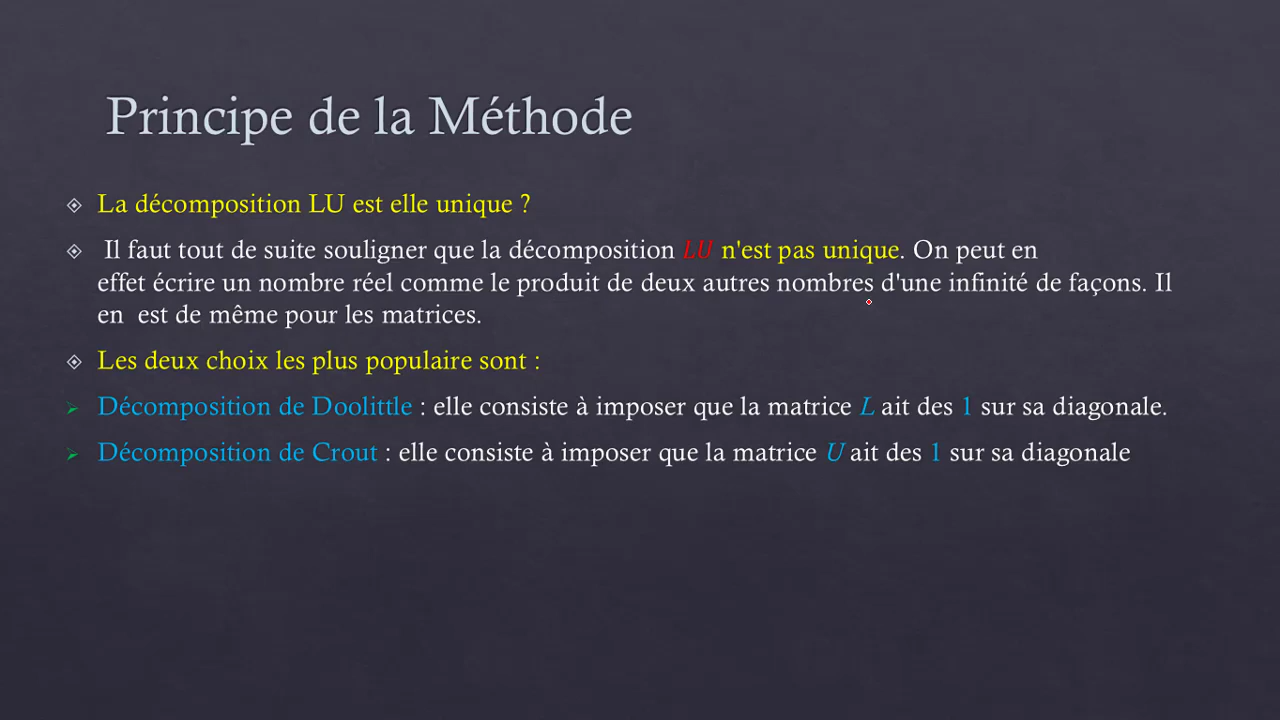 Principe de la Méthode
La décomposition LU est elle unique ?
Il faut tout de suite souligner que la décomposition LU n'est pas unique. On peut en
effet écrire un nombre réel comme le produit de deux autres nombres d'une infinité de façons. Il
en est de même pour les matrices.
Les deux choix les plus populaire sont :
Décomposition de Doolittle : elle consiste à imposer que la matrice L ait des 1 sur sa diagonale.
Décomposition de Crout : elle consiste à imposer que la matrice U ait des 1 sur sa diagonale